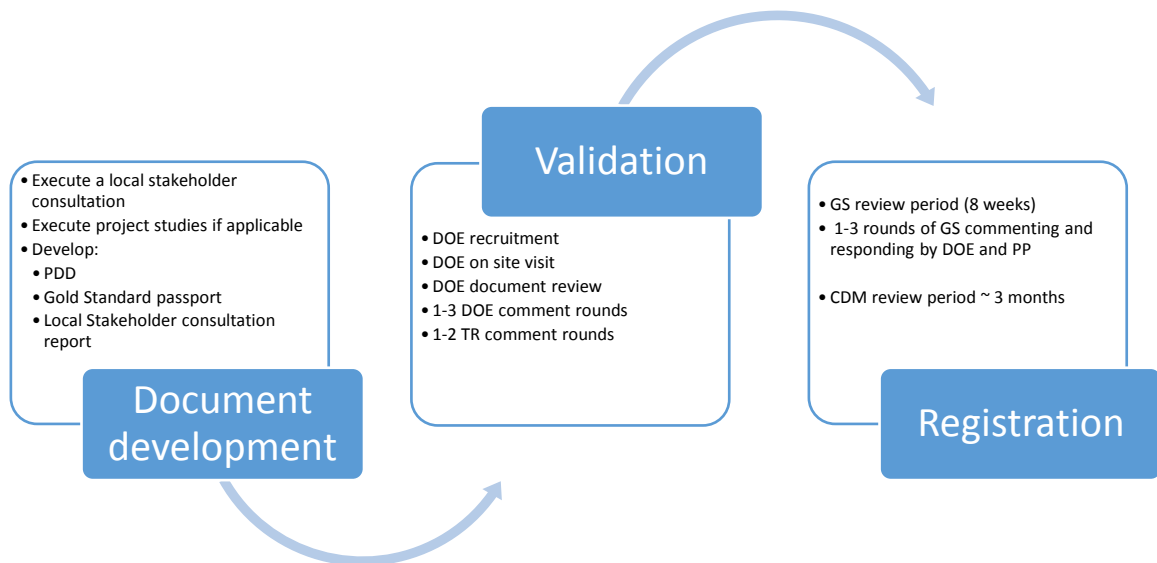 • Execute a local stakeholder
consultation
• Execute project studies if applicable
• Develop:
• PDD
• Gold Standard passport
• Local Stakeholder consultation
report
Document
development
Validation
• DOE recruitment
• DOE on site visit
• DOE document review
• 1-3 DOE comment rounds
• 1-2 TR comment rounds
• GS review period (8 weeks)
• 1-3 rounds of GS commenting and
responding by DOE and PP
• CDM review period ~ 3 months
Registration